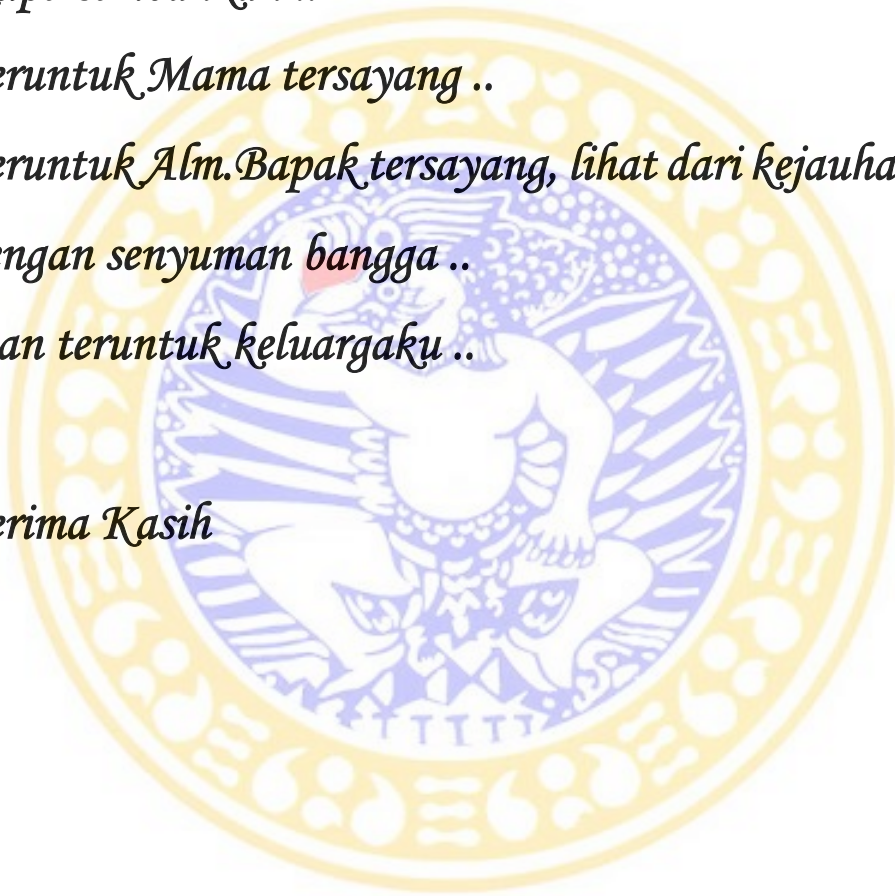 eruntuk Mama tersayang ..
eruntuk Alm.Bapak tersayang, lihat dari kejauha
engan senyuman bangga ..
an teruntuk keluargaku ..
erima Kasih